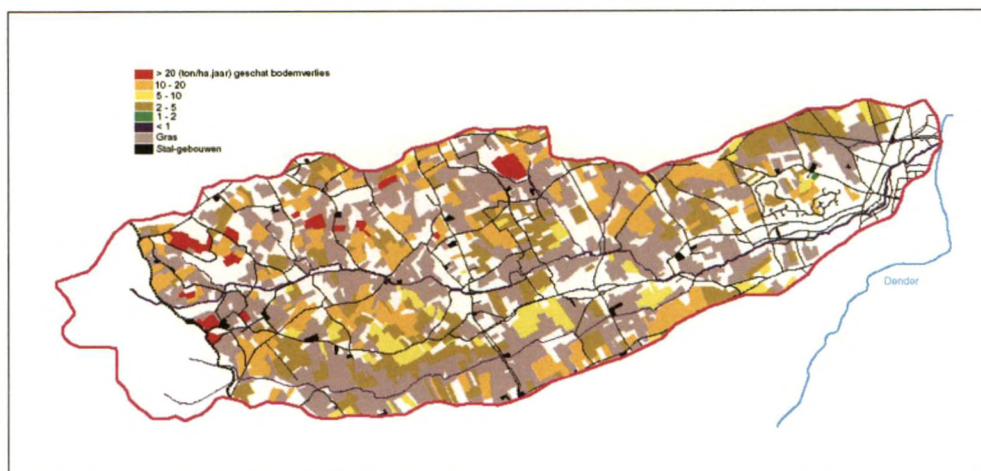 > 20 (ton/ha.jaar) geschat bodemverlies
10 - 20
5 - 10
2 - 5
1 - 2
< 1
Gras
Stal-gebouwen
Dender